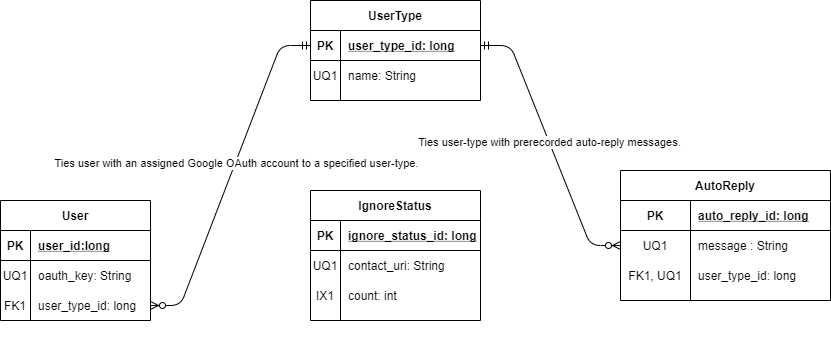 UserType
PK user_type_id: long
UQ1 name: String
Ties user-type with prerecorded auto-reply messages.
Ties user with an assigned Google OAuth account to a specified user-type.
User
PK user_id:long
UQ1 oauth_key: String
FK1 user_type_id: long
IgnoreStatus
PK ignore_status_id: long
UQ1 contact_uri: String
IX1 count: int
AutoReply
PK auto_reply_id: long
UQ1 message : String
FK1, UQ1 user_type_id: long